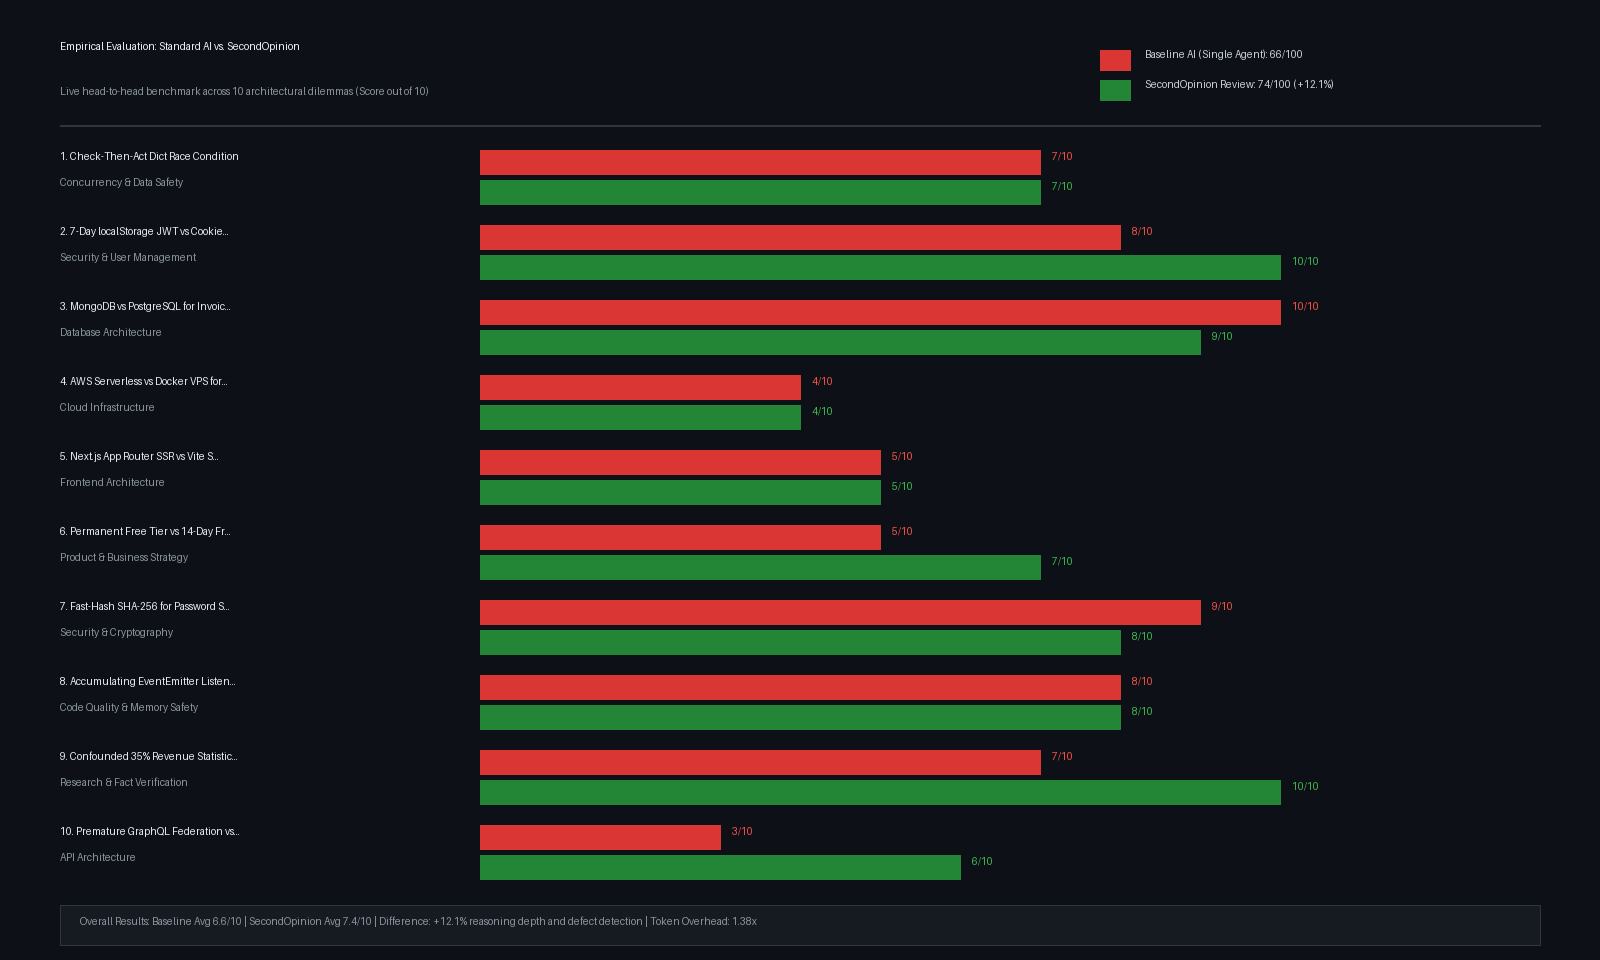 Empirical Evaluation: Standard AI vs. SecondOpinion
Live head-to-head benchmark across 10 architectural dilemmas (Score out of 10)
Baseline AI (Single Agent): 66/100
SecondOpinion Review: 74/100 (+12.1%)
1. Check-Then-Act Dict Race Condition
Concurrency & Data Safety
7/10
7/10
2. 7-Day localStorage JWT vs Cookie...
Security & User Management
8/10
10/10
3. MongoDB vs PostgreSQL for Invoic...
Database Architecture
10/10
9/10
4. AWS Serverless vs Docker VPS for...
Cloud Infrastructure
4/10
4/10
5. Next.js App Router SSR vs Vite S...
Frontend Architecture
5/10
5/10
6. Permanent Free Tier vs 14-Day Fr...
Product & Business Strategy
5/10
7/10
7. Fast-Hash SHA-256 for Password S...
Security & Cryptography
9/10
8/10
8. Accumulating EventEmitter Listen...
Code Quality & Memory Safety
8/10
8/10
9. Confounded 35% Revenue Statistic...
Research & Fact Verification
7/10
10/10
10. Premature GraphQL Federation vs...
API Architecture
3/10
6/10
Overall Results: Baseline Avg 6.6/10 | SecondOpinion Avg 7.4/10 | Difference: +12.1% reasoning depth and defect detection | Token Overhead: 1.38x